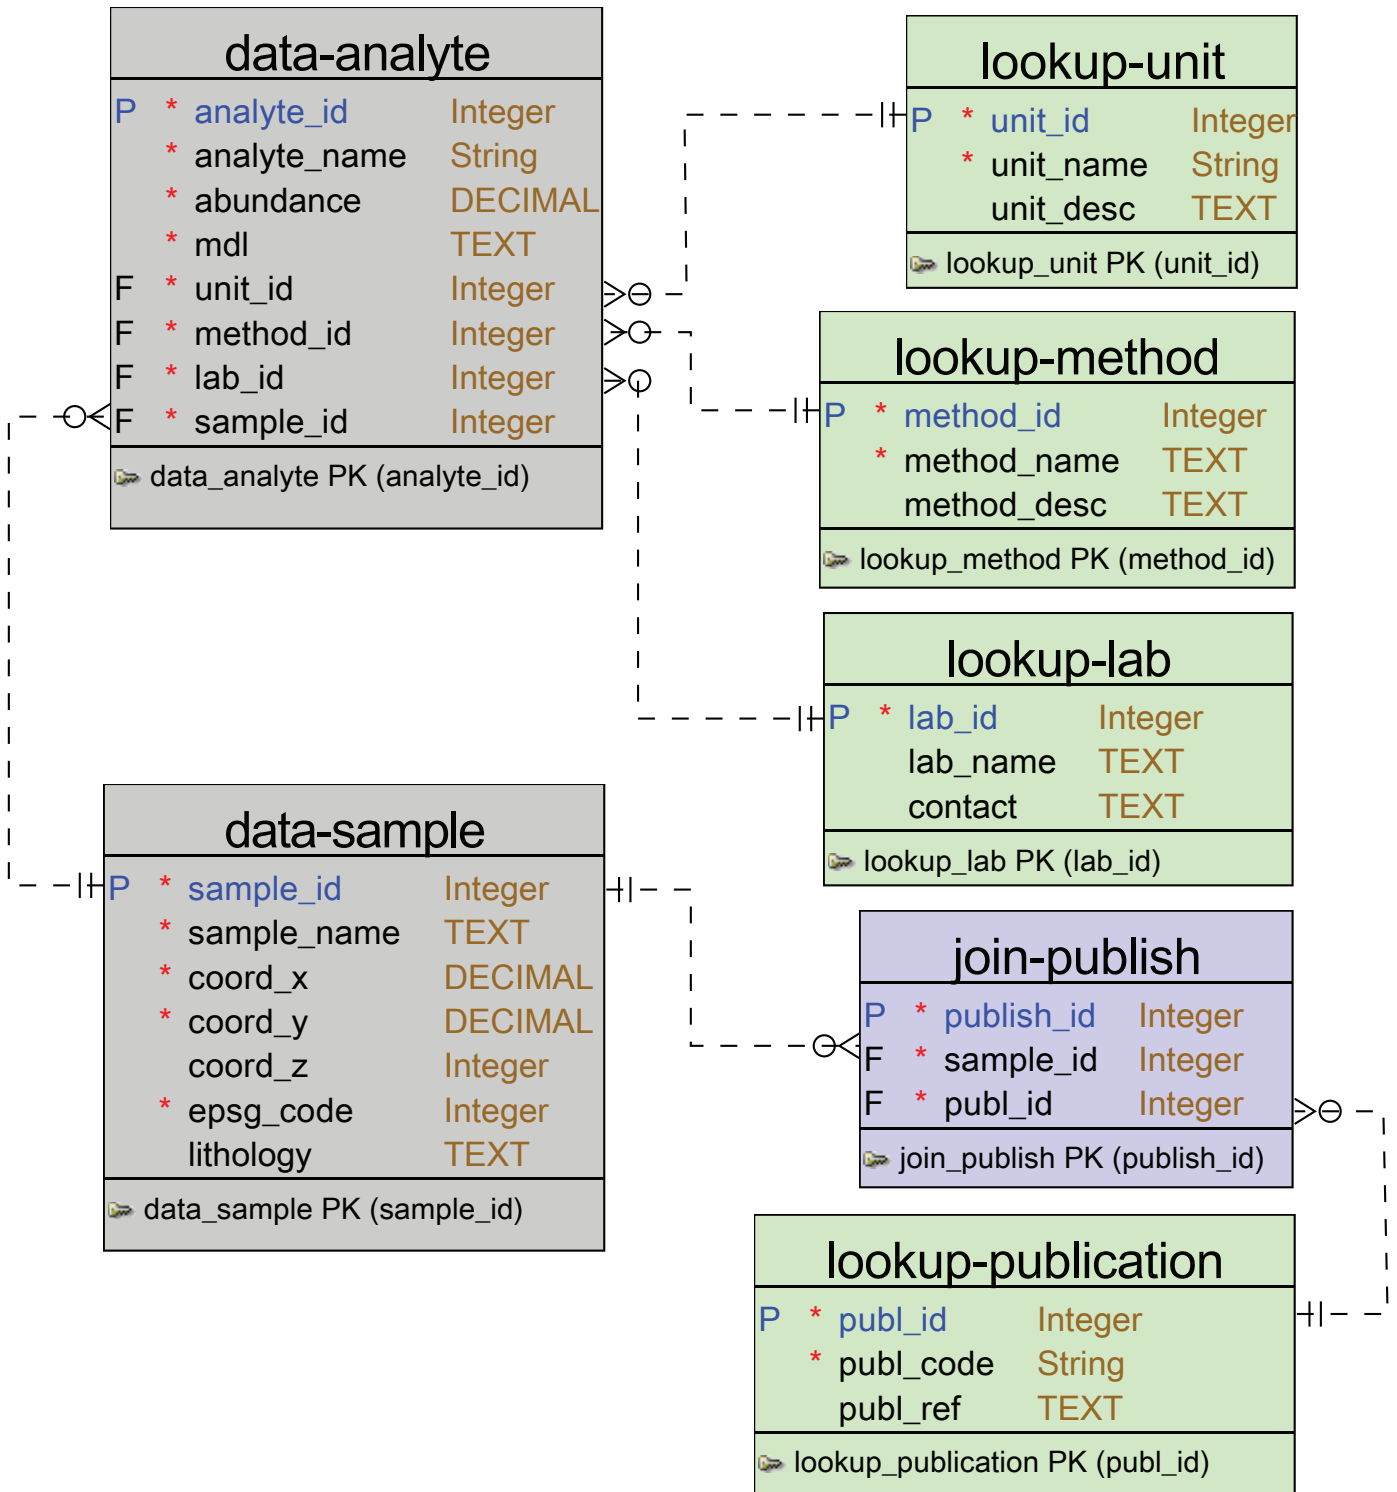 data-analyte
P * analyte_id Integer
* analyte_name String
* abundance DECIMAL
* mdl TEXT
F * unit_id Integer
F * method_id Integer
F * lab_id Integer
F * sample_id Integer
data_analyte PK (analyte_id)
lookup-unit
P * unit_id Integer
* unit_name String
unit_desc TEXT
lookup_unit PK (unit_id)
lookup-method
P * method_id Integer
* method_name TEXT
method_desc TEXT
lookup_method PK (method_id)
lookup-lab
P * lab_id Integer
lab_name TEXT
contact TEXT
lookup_lab PK (lab_id)
data-sample
P * sample_id Integer
* sample_name TEXT
* coord_x DECIMAL
* coord_y DECIMAL
coord_z Integer
* epsg_code Integer
lithology TEXT
data_sample PK (sample_id)
join-publish
P * publish_id Integer
F * sample_id Integer
F * publ_id Integer
join_publish PK (publish_id)
lookup-publication
P * publ_id Integer
* publ_code String
publ_ref TEXT
lookup_publication PK (publ_id)